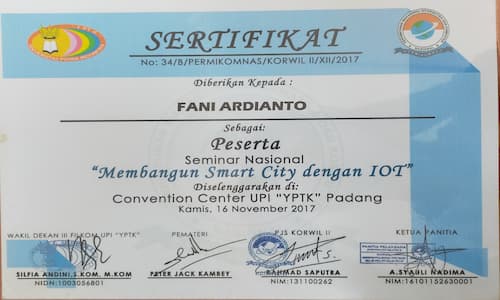 SERTIFIKAT
No: 34/B/PERMIKOMNAS/KORWIL II/XII/2017
Diberikan Kepada :
FANI ARDIANTO
Sebagai:
Peserta
Seminar Nasional
"Membangun Smart City dengan IOT"
Diselenggarakan di:
Convention Center UPI "YPTK" Padang
Kamis, 16 November 2017
WAKIL DEKAN III FILKOM UPI "YPTK"
PEMATERI
PJS KORWIL II
KETUA PANITIA
SILFIA ANDINI, S.KOM, M.KOM
NIDN:1003056801
PETER JACK KAMBEY
RAHMAD SAPUTRA
NIM:131100262
PANITIA PELAKSANA
A.SYAULI NADIMA
NIM:16101152630001